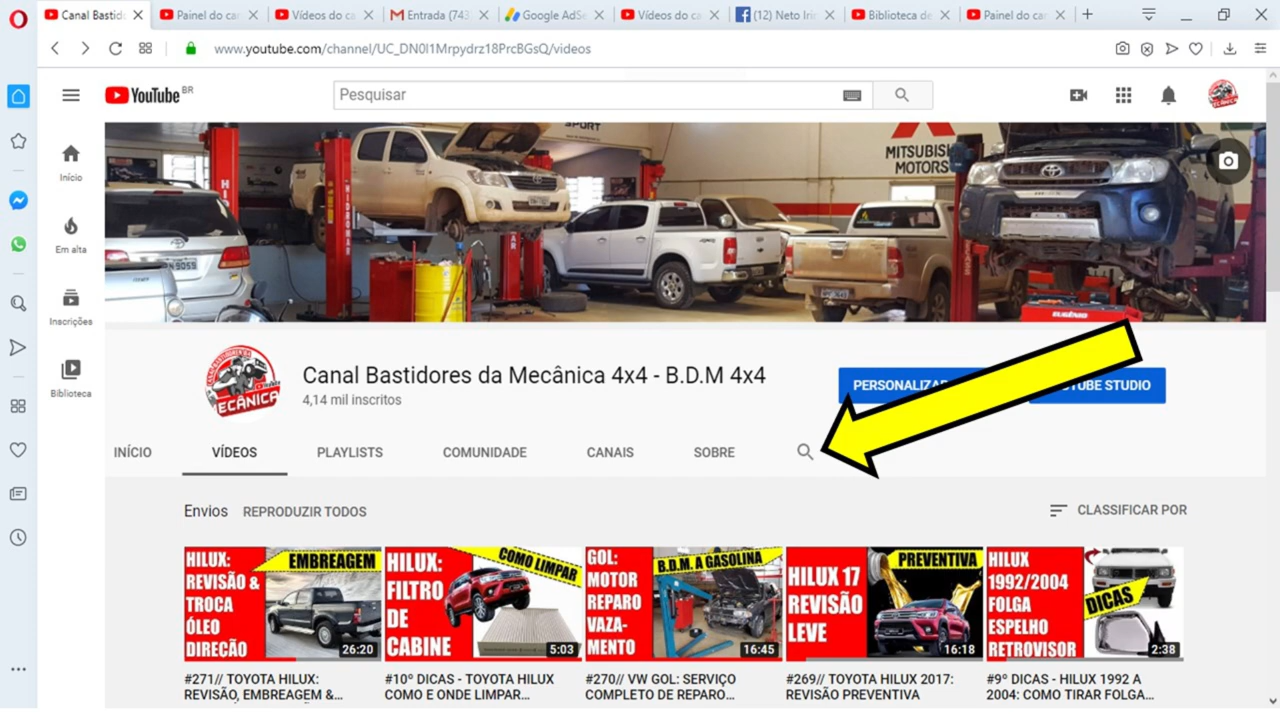 Canal Bastid
Painel do ca
Vídeos do ca
Entrada (743
Google AdSe
Vídeos do ca
(12) Neto Iri
Biblioteca de
Painel do ca
www.youtube.com/channel/UC_DN0l1Mrpydrz18PrcBGsQ/videos
YouTube BR
Pesquisar
Início
Em alta
Inscrições
Biblioteca
SPORT
MITSUBISHI
MOTORS
Canal Bastidores da Mecânica 4x4 - B.D.M 4x4
4,14 mil inscritos
PERSONALIZAR
YOUTUBE STUDIO
INÍCIO
VÍDEOS
PLAYLISTS
COMUNIDADE
CANAIS
SOBRE
Envios
REPRODUZIR TODOS
CLASSIFICAR POR
HILUX:
REVISÃO &
TROCA
ÓLEO
DIREÇÃO
EMBREAGEM
26:20
HILUX:
FILTRO
DE
CABINE
COMO LIMPAR
5:03
GOL:
MOTOR
REPARO
VAZA-
MENTO
B.D.M. A GASOLINA
16:45
HILUX 17
REVISÃO
LEVE
PREVENTIVA
16:18
HILUX
1992/2004
FOLGA
ESPELHO
RETROVISOR
DICAS
2:38
#271// TOYOTA HILUX:
REVISÃO, EMBREAGEM &...
#10º DICAS - TOYOTA HILUX
COMO E ONDE LIMPAR...
#270// VW GOL: SERVIÇO
COMPLETO DE REPARO...
#269// TOYOTA HILUX 2017:
REVISÃO PREVENTIVA
#9º DICAS - HILUX 1992 A
2004: COMO TIRAR FOLGA...